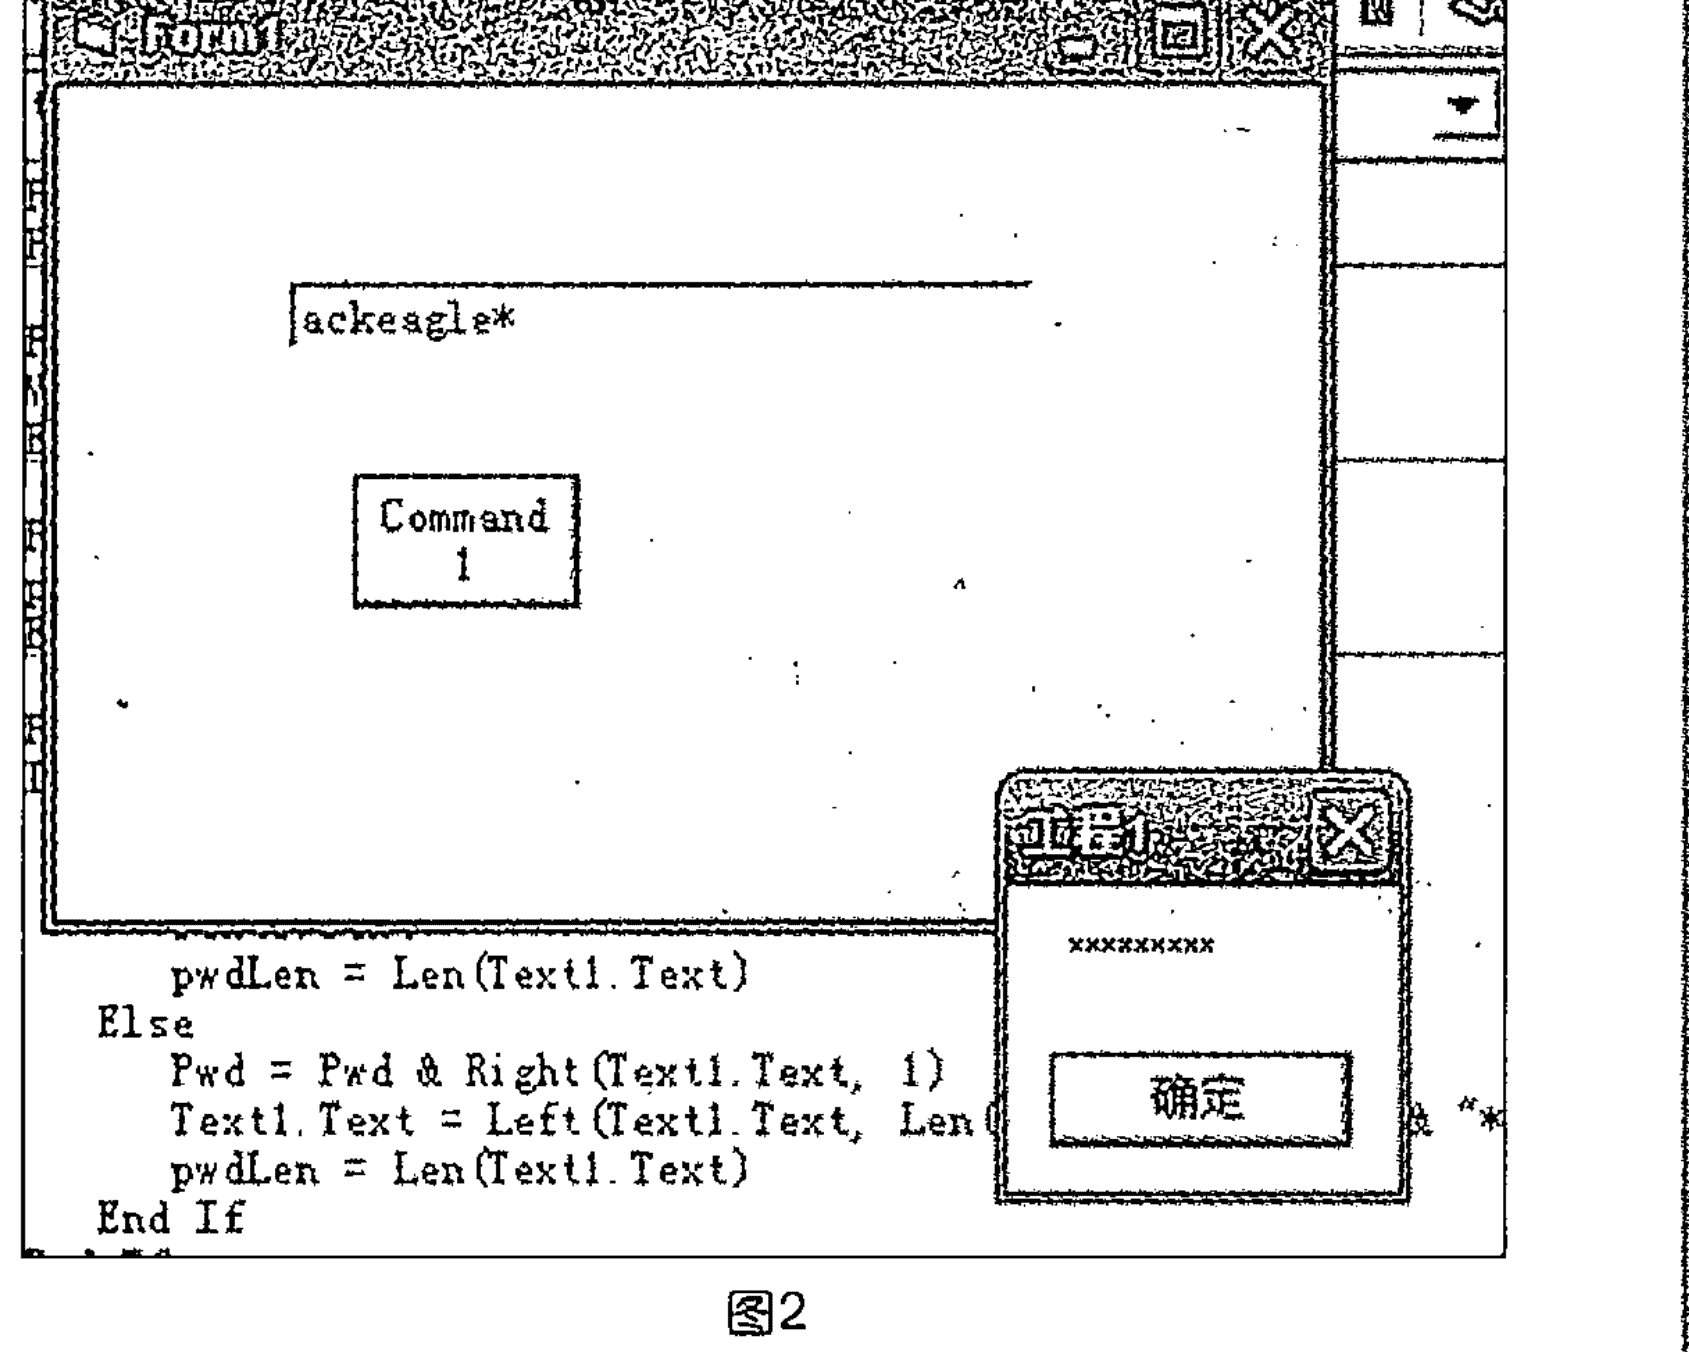 Form1
ackeagle*
Command
1
工程1
×××××××××
pwdLen = Len(Text1.Text)
Else
Pwd = Pwd & Right(Text1.Text, 1)
Text1.Text = Left(Text1.Text, Len( & "*
确定
pwdLen = Len(Text1.Text)
End If
图2